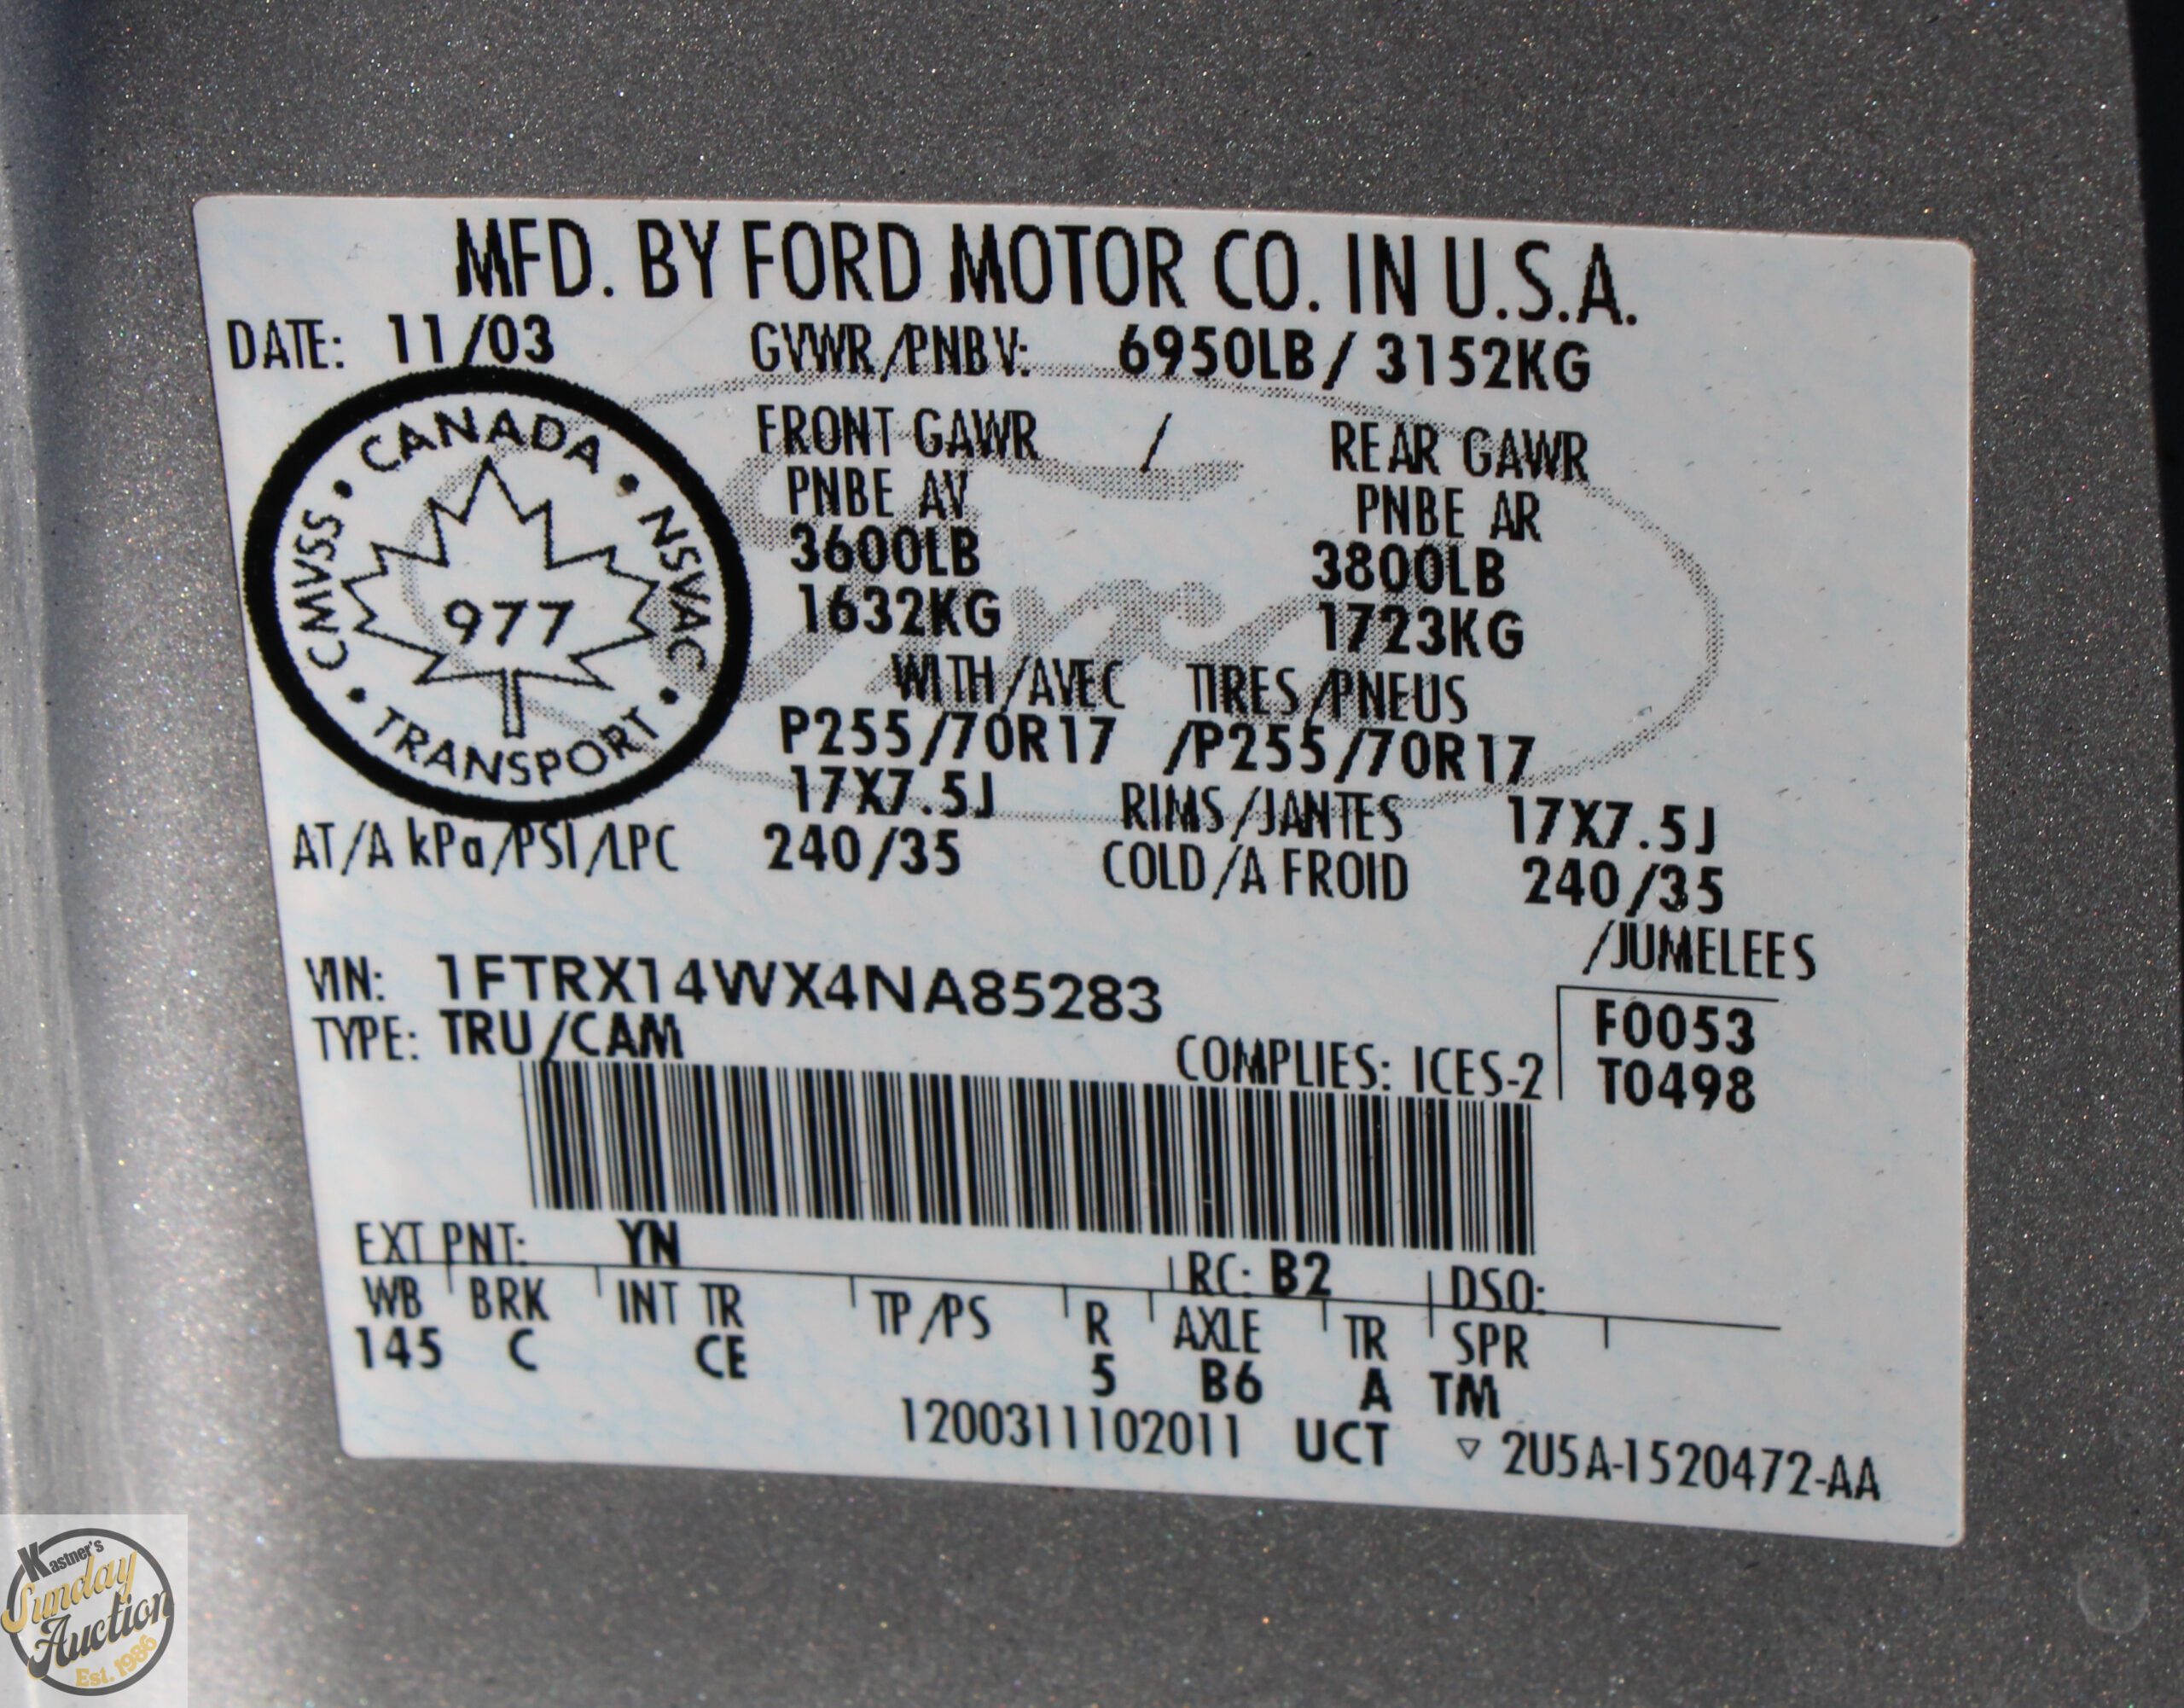 MFD. BY FORD MOTOR CO. IN U.S.A.
DATE: 11/03 GVWR/PNBV: 6950LB/ 3152KG
CANADA • NSVAC • TRANSPORT • CMVSS •
977
FRONT GAWR / REAR GAWR
PNBE AV PNBE AR
3600LB 3800LB
1632KG 1723KG
WITH/AVEC TIRES/PNEUS
P255/70R17 /P255/70R17
17X7.5J RIMS/JANTES 17X7.5J
AT/A kPa/PSI/LPC 240/35 COLD/A FROID 240/35
/JUMELEES
VIN: 1FTRX14WX4NA85283
F0053
TYPE: TRU/CAM
COMPLIES: ICES-2 T0498
EXT PNT: YN RC: B2 DSO:
WB BRK INT TR TP/PS R AXLE TR SPR
145 C CE 5 B6 A TM
1200311102011 UCT ▽ 2U5A-1520472-AA
Ford
Kastner's
Sunday
Auction
Est. 1986